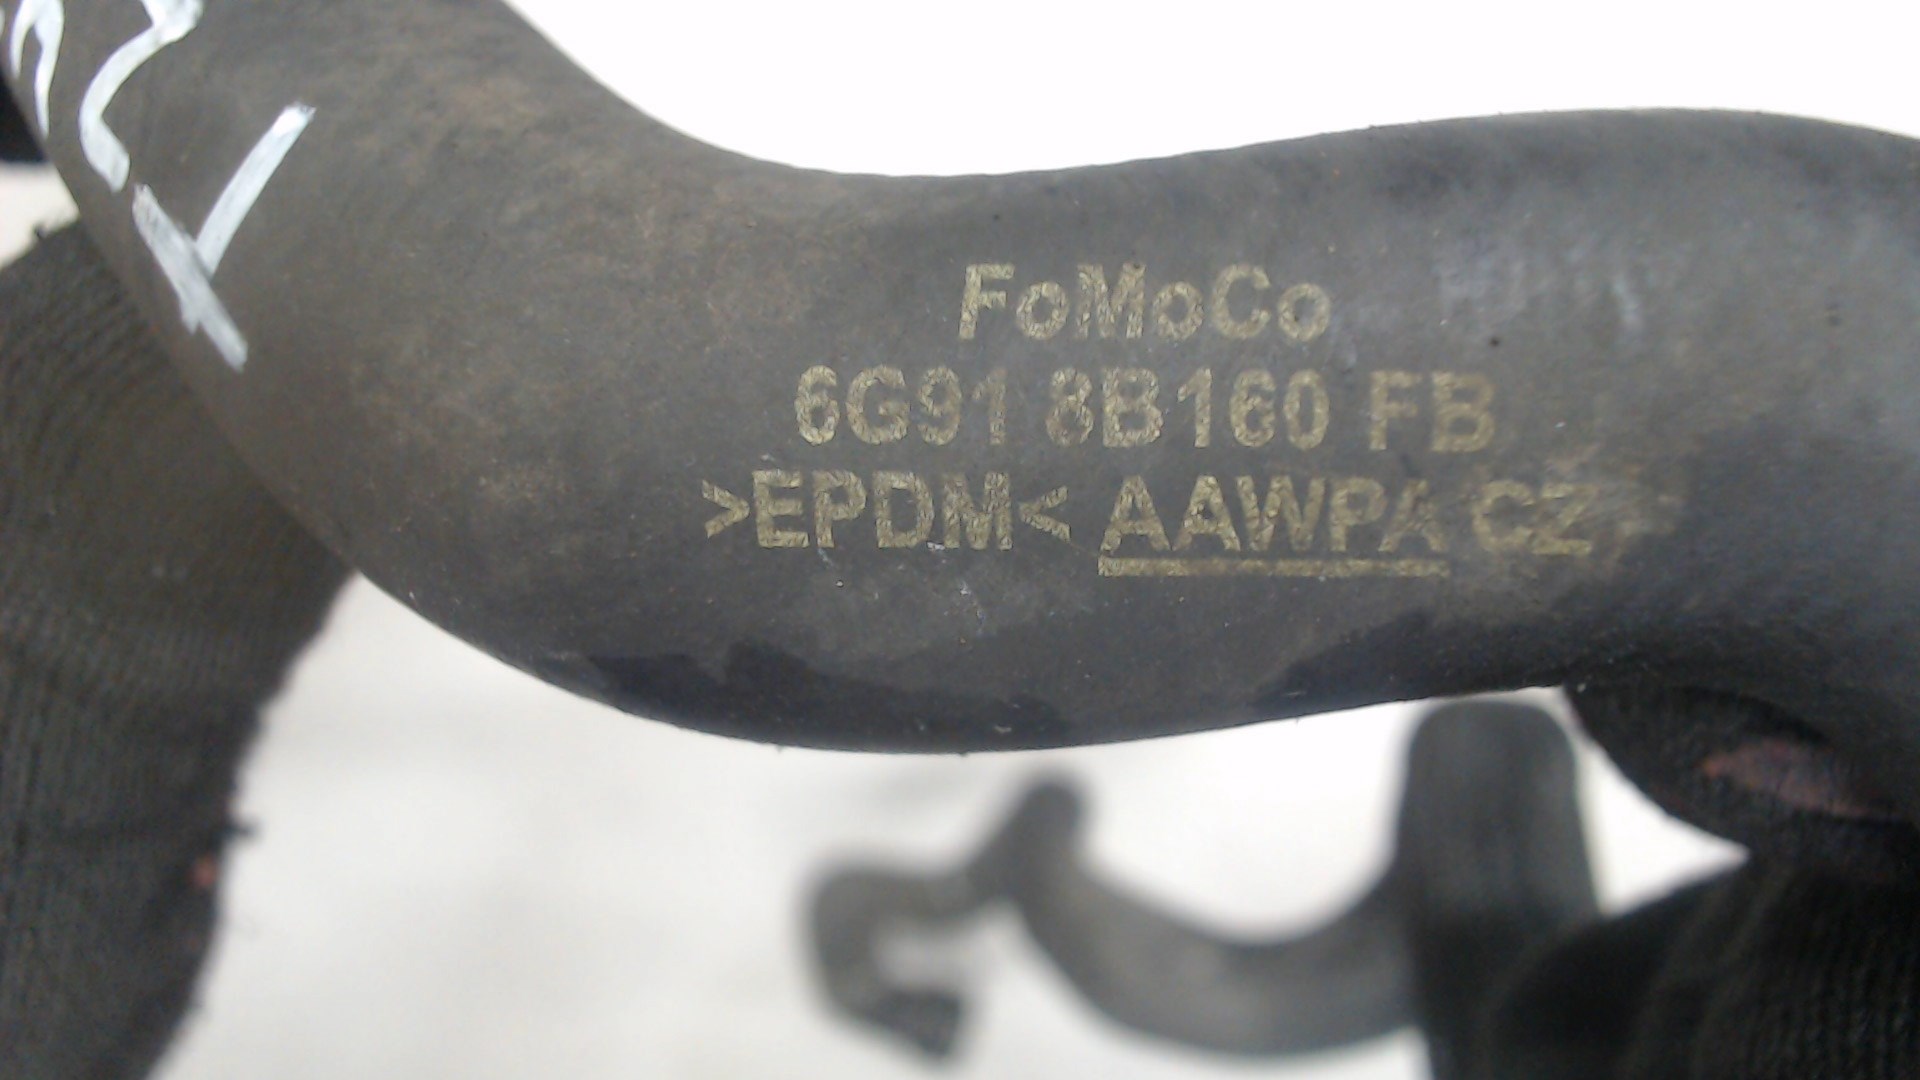 FoMoCo
6G91 8B160 FB
>EPDM< AAWPA CZ